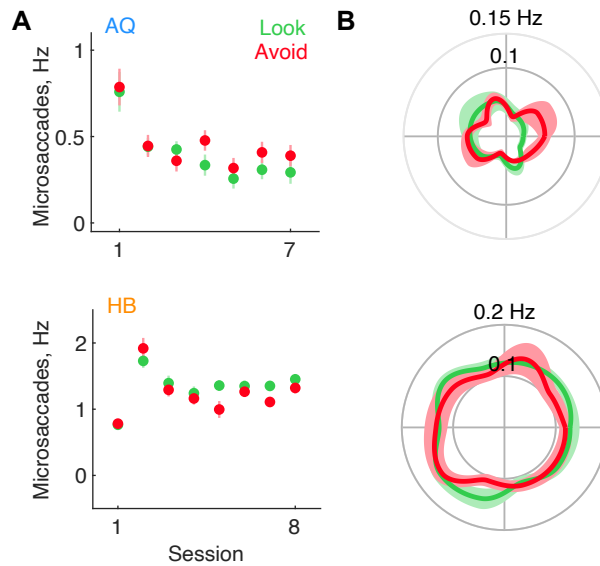 A
AQ
Look
Avoid
Microsaccades, Hz
1
0.5
0
1
7
B
0.15 Hz
0.1
HB
Microsaccades, Hz
2
1
0
1
8
Session
0.2 Hz
0.1